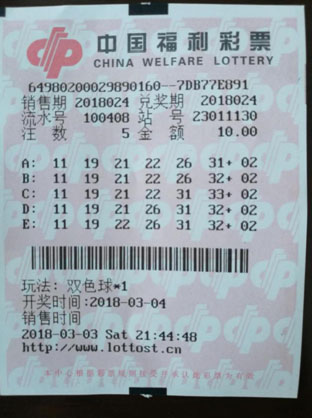 中国福利彩票
CHINA WELFARE LOTTERY
64980200029890160--7DB77E891
销售期 2018024 兑奖期 2018024
流水号 100408 站 号 23011130
注 数 5 金 额 10.00
A: 11 19 21 22 26 31+ 02
B: 11 19 21 22 26 32+ 02
C: 11 19 21 22 31 33+ 02
D: 11 19 21 26 31 32+ 02
E: 11 19 22 26 31 32+ 02
玩法: 双色球*1
开奖时间:2018-03-04
销售时间
2018-03-03 Sat 21:44:48
http://www.lottost.cn